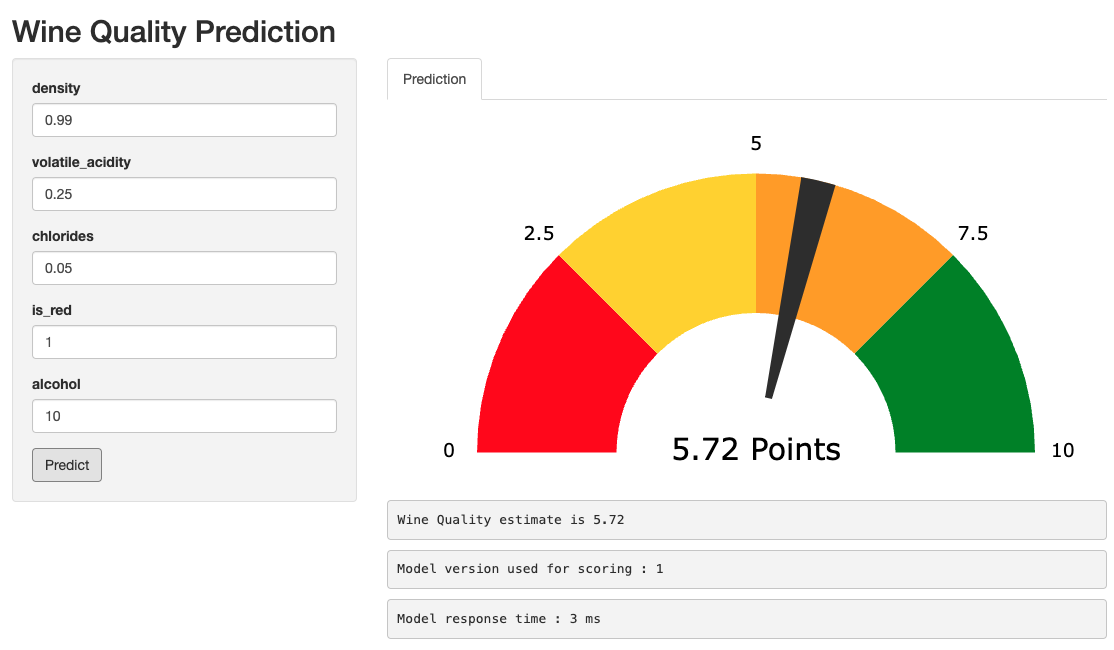 Wine Quality Prediction
density
0.99
volatile_acidity
0.25
chlorides
0.05
is_red
1
alcohol
10
Predict
Prediction
5
2.5
7.5
0
5.72 Points
10
Wine Quality estimate is 5.72
Model version used for scoring : 1
Model response time : 3 ms